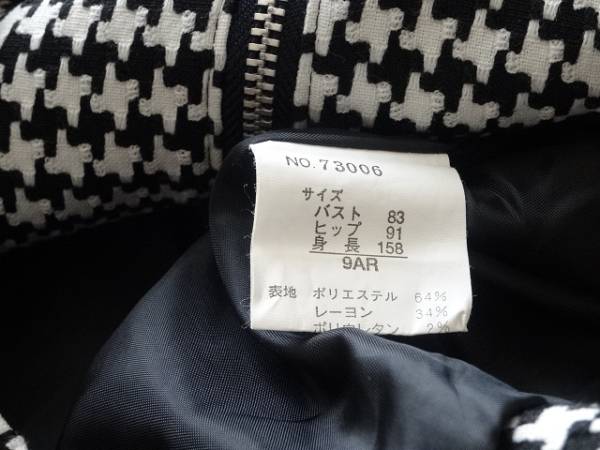 NO.73006
サイズ
バスト 83
ヒップ 91
身長 158
9AR
表地 ポリエステル 64%
レーヨン 34%
ポリウレタン 2%